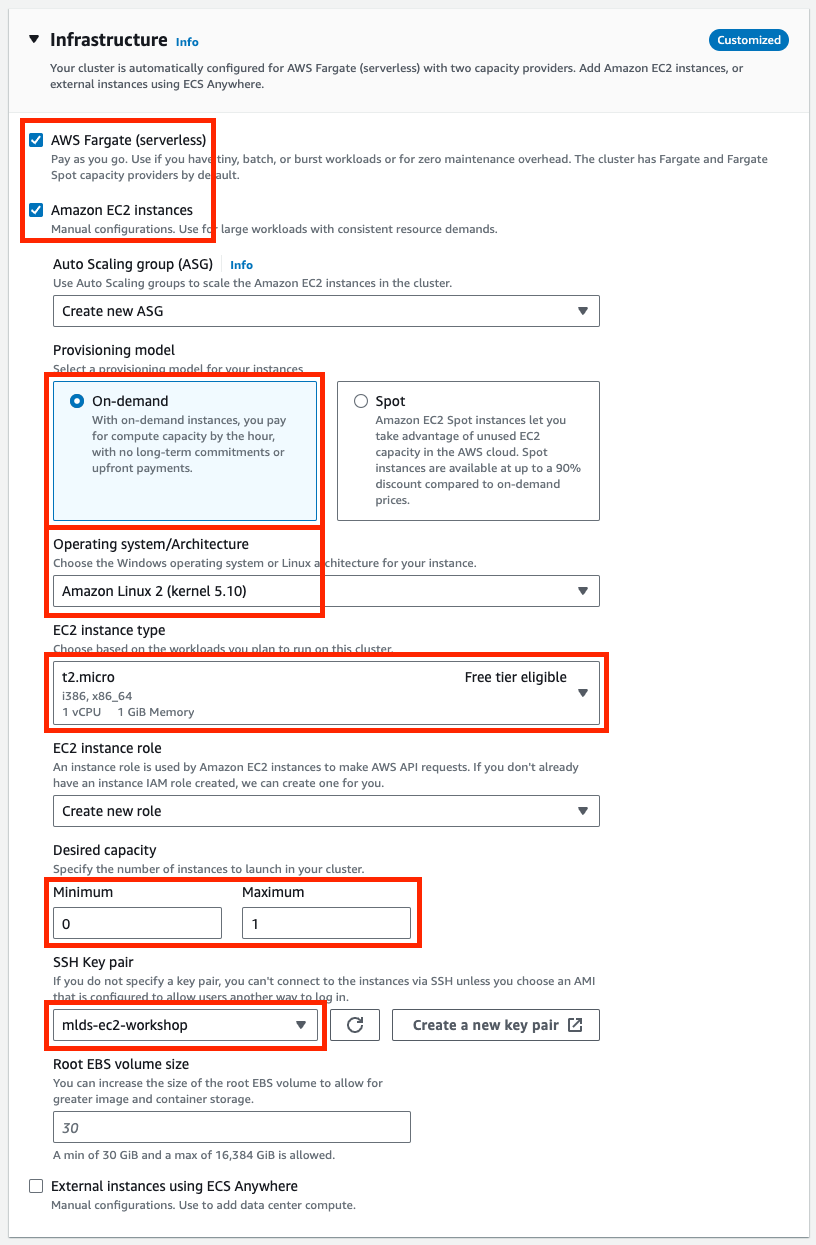 Infrastructure Info
Customized
Your cluster is automatically configured for AWS Fargate (serverless) with two capacity providers. Add Amazon EC2 instances, or
external instances using ECS Anywhere.
AWS Fargate (serverless)
Pay as you go. Use if you have tiny, batch, or burst workloads or for zero maintenance overhead. The cluster has Fargate and Fargate
Spot capacity providers by default.
Amazon EC2 instances
Manual configurations. Use for large workloads with consistent resource demands.
Auto Scaling group (ASG) Info
Use Auto Scaling groups to scale the Amazon EC2 instances in the cluster.
Create new ASG
Provisioning model
Select a provisioning model for your instances
On-demand
With on-demand instances, you pay
for compute capacity by the hour,
with no long-term commitments or
upfront payments.
Spot
Amazon EC2 Spot instances let you
take advantage of unused EC2
capacity in the AWS cloud. Spot
instances are available at up to a 90%
discount compared to on-demand
prices.
Operating system/Architecture
Choose the Windows operating system or Linux architecture for your instance.
Amazon Linux 2 (kernel 5.10)
EC2 instance type
Choose based on the workloads you plan to run on this cluster.
t2.micro Free tier eligible
i386, x86_64
1 vCPU 1 GiB Memory
EC2 instance role
An instance role is used by Amazon EC2 instances to make AWS API requests. If you don't already
have an instance IAM role created, we can create one for you.
Create new role
Desired capacity
Specify the number of instances to launch in your cluster.
Minimum Maximum
0 1
SSH Key pair
If you do not specify a key pair, you can't connect to the instances via SSH unless you choose an AMI
that is configured to allow users another way to log in.
mlds-ec2-workshop
Create a new key pair
Root EBS volume size
You can increase the size of the root EBS volume to allow for
greater image and container storage.
30
A min of 30 GiB and a max of 16,384 GiB is allowed.
External instances using ECS Anywhere
Manual configurations. Use to add data center compute.